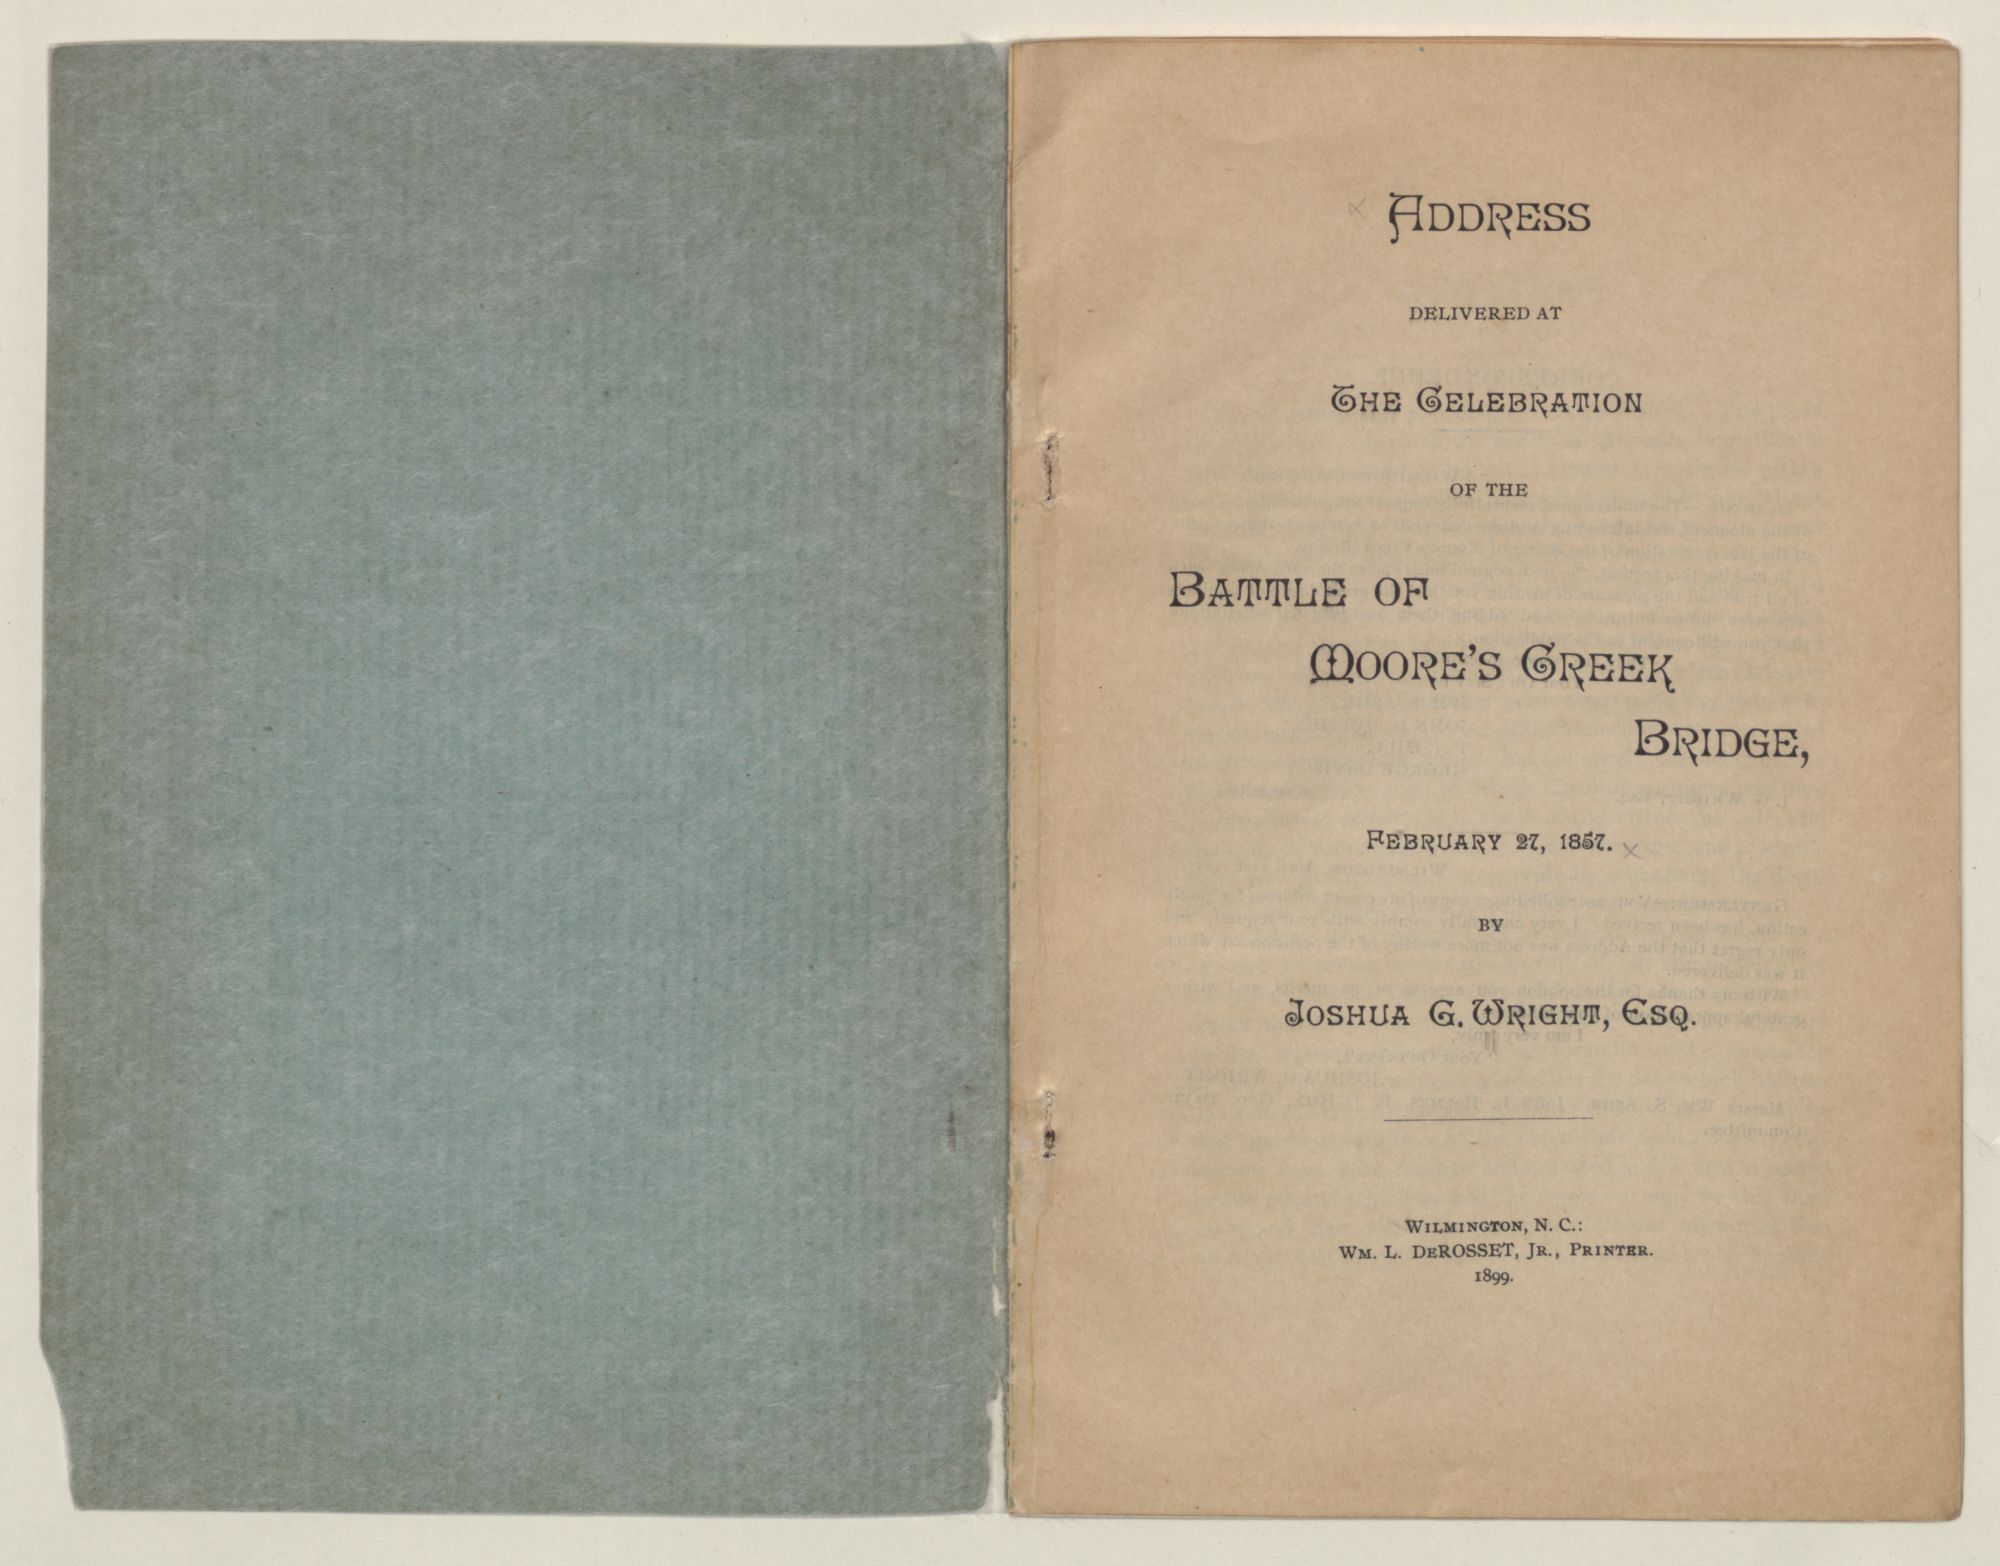 ADDRESS
DELIVERED AT
THE CELEBRATION
OF THE
BATTLE OF
MOORE'S CREEK
BRIDGE,
FEBRUARY 27, 1857.
BY
JOSHUA G. WRIGHT, ESQ.
WILMINGTON, N. C.:
WM. L. DEROSSET, JR., PRINTER.
1899.